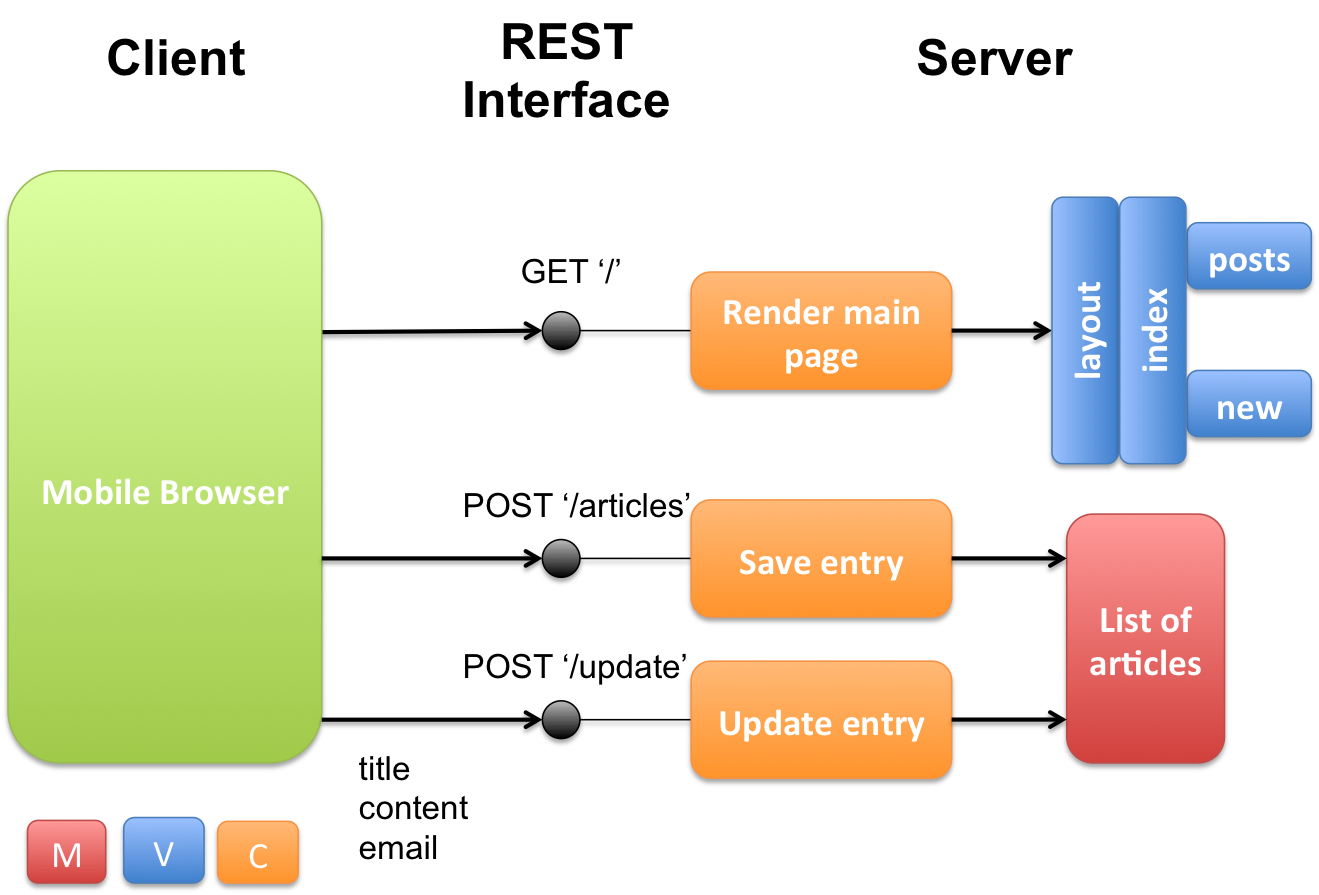 Client
REST
Interface
Server
GET ‘/’
Render main
page
layout
index
posts
new
Mobile Browser
POST ‘/articles’
Save entry
List of
articles
POST ‘/update’
Update entry
title
content
email
M
V
C